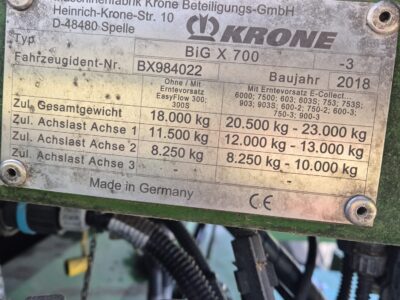 Maschinenfabrik Krone Beteiligungs-GmbH
Heinrich-Krone-Str. 10
D-48480 Spelle
KRONE
Typ BiG X 700 -3
Fahrzeugident-Nr. BX984022 Baujahr 2018
Ohne / Mit Erntevorsatz EasyFlow 300; 300S
Mit Erntevorsatz E-Collect 6000; 7500; 603; 603S; 753; 753S; 903; 903S, 600-2; 750-2; 600-3; 750-3; 900-3
Zul. Gesamtgewicht 18.000 kg 20.500 kg - 23.000 kg
Zul. Achslast Achse 1 11.500 kg 12.000 kg - 13.000 kg
Zul. Achslast Achse 2 8.250 kg 8.250 kg - 10.000 kg
Zul. Achslast Achse 3 - -
Made in Germany CE